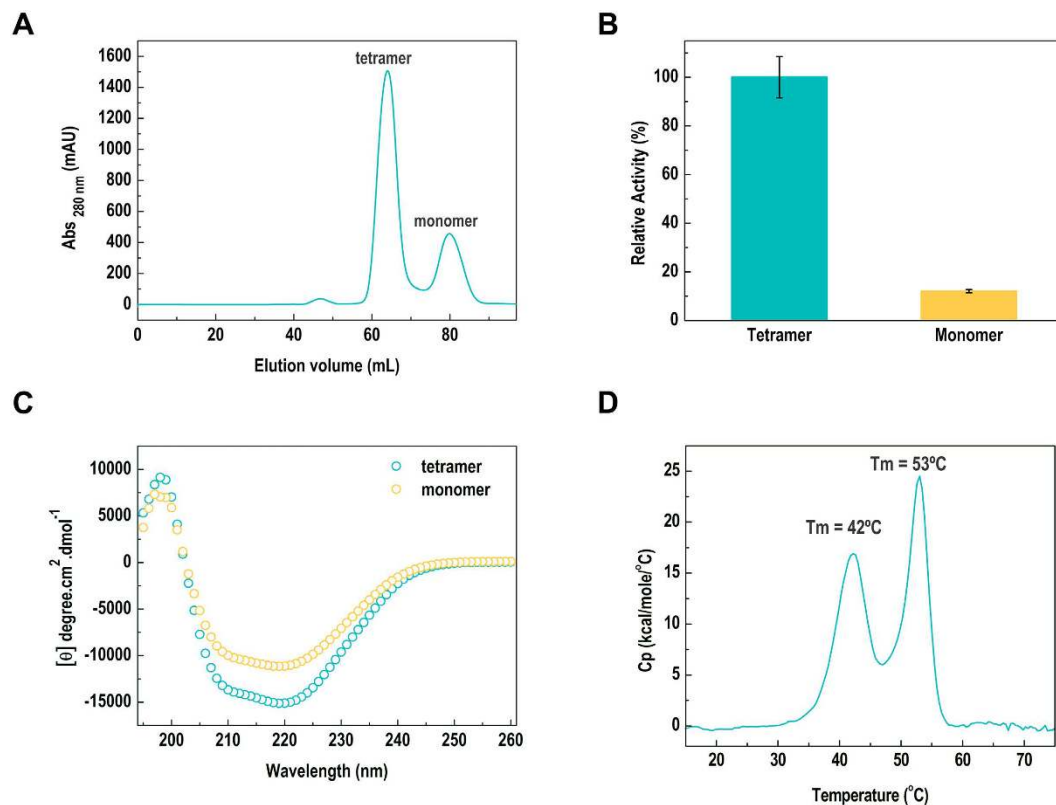 A
tetramer
monomer
Abs 280 nm (mAU)
1600
1400
1200
1000
800
600
400
200
0
0 20 40 60 80
Elution volume (mL)
B
Relative Activity (%)
100
80
60
40
20
0
Tetramer Monomer
C
tetramer
monomer
[θ] degree.cm2.dmol-1
10000
5000
0
-5000
-10000
-15000
200 210 220 230 240 250 260
Wavelength (nm)
D
Tm = 53ºC
Tm = 42ºC
Cp (kcal/mole/°C)
25
20
15
10
5
0
20 30 40 50 60 70
Temperature (°C)